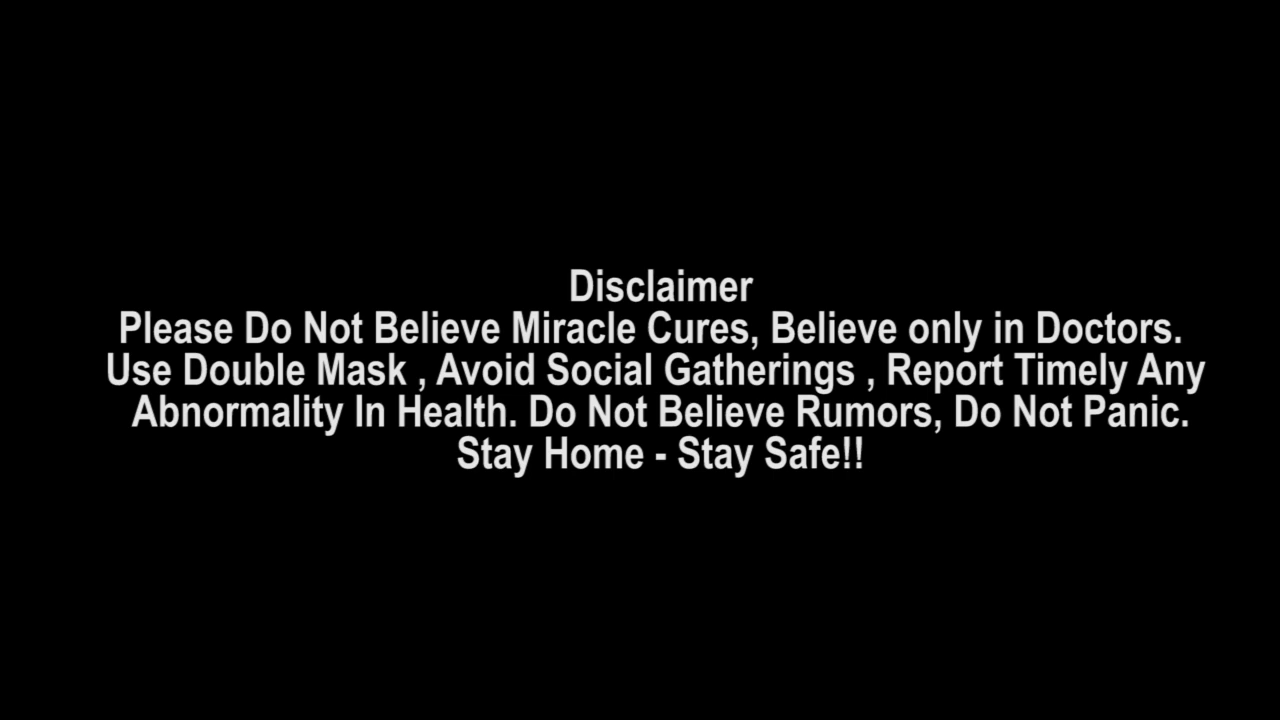 Disclaimer
Please Do Not Believe Miracle Cures, Believe only in Doctors.
Use Double Mask , Avoid Social Gatherings , Report Timely Any
Abnormality In Health. Do Not Believe Rumors, Do Not Panic.
Stay Home - Stay Safe!!